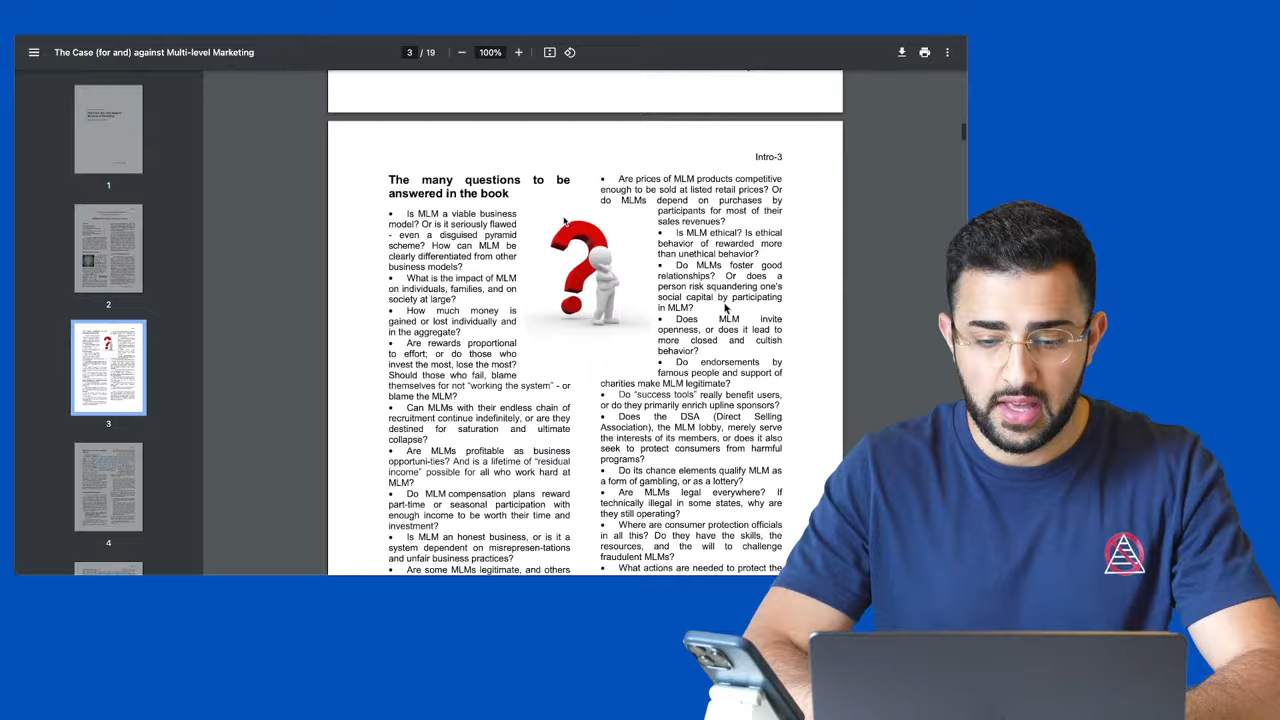 The Case (for and) against Multi-level Marketing
3 / 19
100%
1
2
3
4
Intro-3
The many questions to be
answered in the book
• Is MLM a viable business
model? Or is it seriously flawed
- even a disguised pyramid
scheme? How can MLM be
clearly differentiated from other
business models?
• What is the impact of MLM
on individuals, families, and on
society at large?
• How much money is
gained or lost individually and
in the aggregate?
• Are rewards proportional
to effort; or do those who
invest the most, lose the most?
Should those who fail, blame
themselves for not "working the system" - or
blame the MLM?
• Can MLMs with their endless chain of
recruitment continue indefinitely, or are they
destined for saturation and ultimate
collapse?
• Are MLMs profitable as business
opportuni-ties? And is a lifetime of "residual
income" possible for all who work hard at
MLM?
• Do MLM compensation plans reward
part-time or seasonal participation with
enough income to be worth their time and
investment?
• Is MLM an honest business, or is it a
system dependent on misrepresen-tations
and unfair business practices?
• Are some MLMs legitimate, and others
• Are prices of MLM products competitive
enough to be sold at listed retail prices? Or
do MLMs depend on purchases by
participants for most of their
sales revenues?
• Is MLM ethical? Is ethical
behavior of rewarded more
than unethical behavior?
• Do MLMs foster good
relationships? Or does a
person risk squandering one's
social capital by participating
in MLM?
• Does MLM invite
openness, or does it lead to
more closed and cultish
behavior?
• Do endorsements by
famous people and support of
charities make MLM legitimate?
• Do "success tools" really benefit users,
or do they primarily enrich upline sponsors?
• Does the DSA (Direct Selling
Association), the MLM lobby, merely serve
the interests of its members, or does it also
seek to protect consumers from harmful
programs?
• Do its chance elements qualify MLM as
a form of gambling, or as a lottery?
• Are MLMs legal everywhere? If
technically illegal in some states, why are
they still operating?
• Where are consumer protection officials
in all this? Do they have the skills, the
resources, and the will to challenge
fraudulent MLMs?
• What actions are needed to protect the